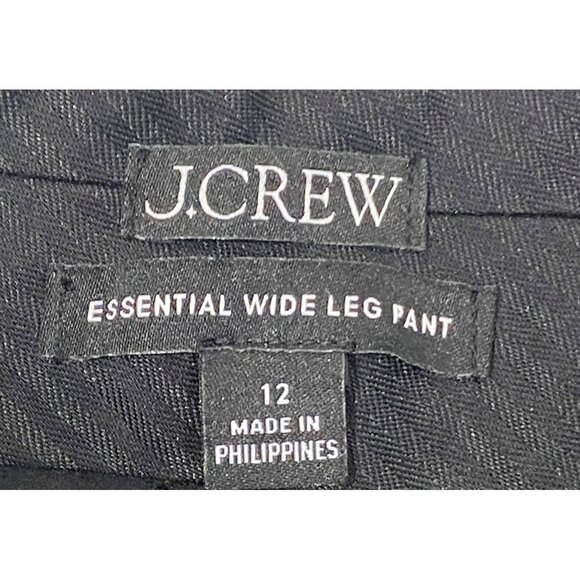 J.CREW
ESSENTIAL WIDE LEG PANT
12
MADE IN
PHILIPPINES